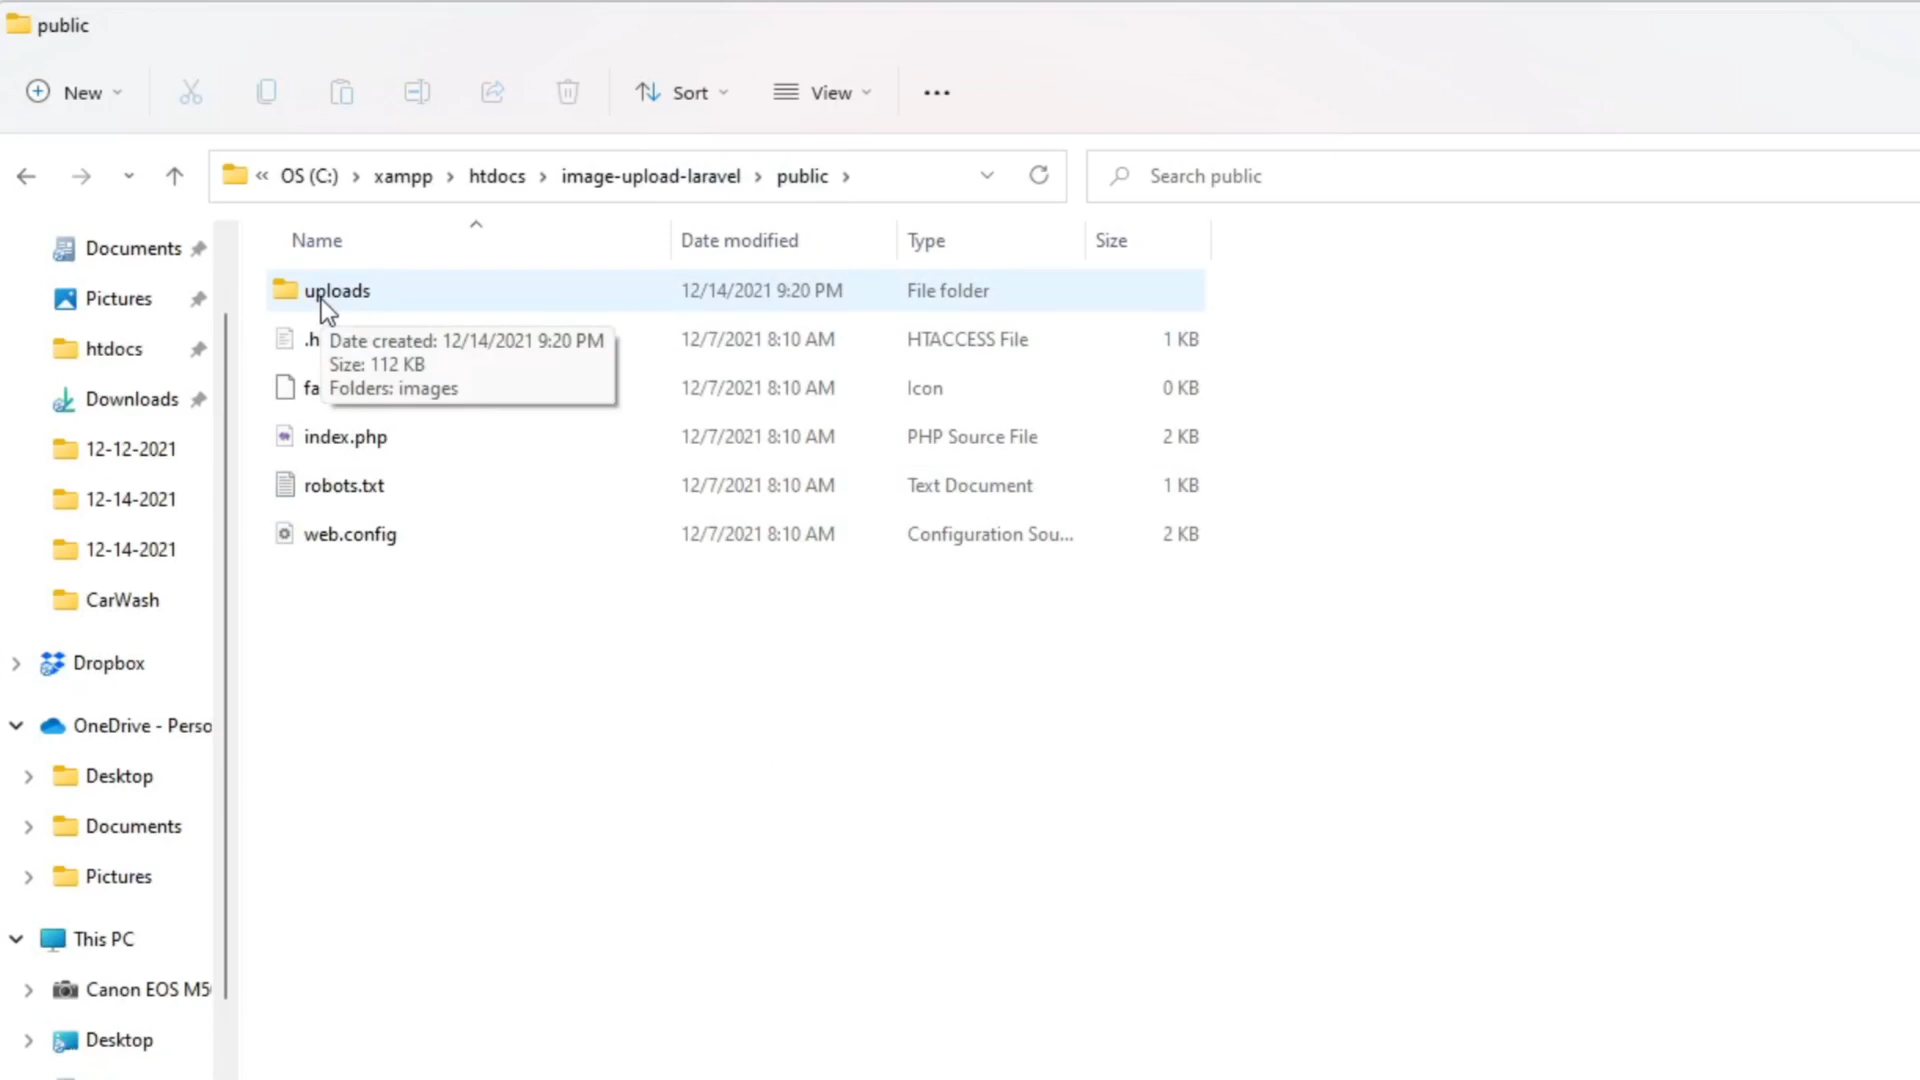 public
New
Sort
View
« OS (C:) › xampp › htdocs › image-upload-laravel › public ›
Search public
Documents
Pictures
htdocs
Downloads
12-12-2021
12-14-2021
12-14-2021
CarWash
Dropbox
OneDrive - Perso
Desktop
Documents
Pictures
This PC
Canon EOS M5
Desktop
Name Date modified Type Size
uploads 12/14/2021 9:20 PM File folder
.h 12/7/2021 8:10 AM HTACCESS File 1 KB
fa 12/7/2021 8:10 AM Icon 0 KB
index.php 12/7/2021 8:10 AM PHP Source File 2 KB
robots.txt 12/7/2021 8:10 AM Text Document 1 KB
web.config 12/7/2021 8:10 AM Configuration Sou... 2 KB
Date created: 12/14/2021 9:20 PM
Size: 112 KB
Folders: images